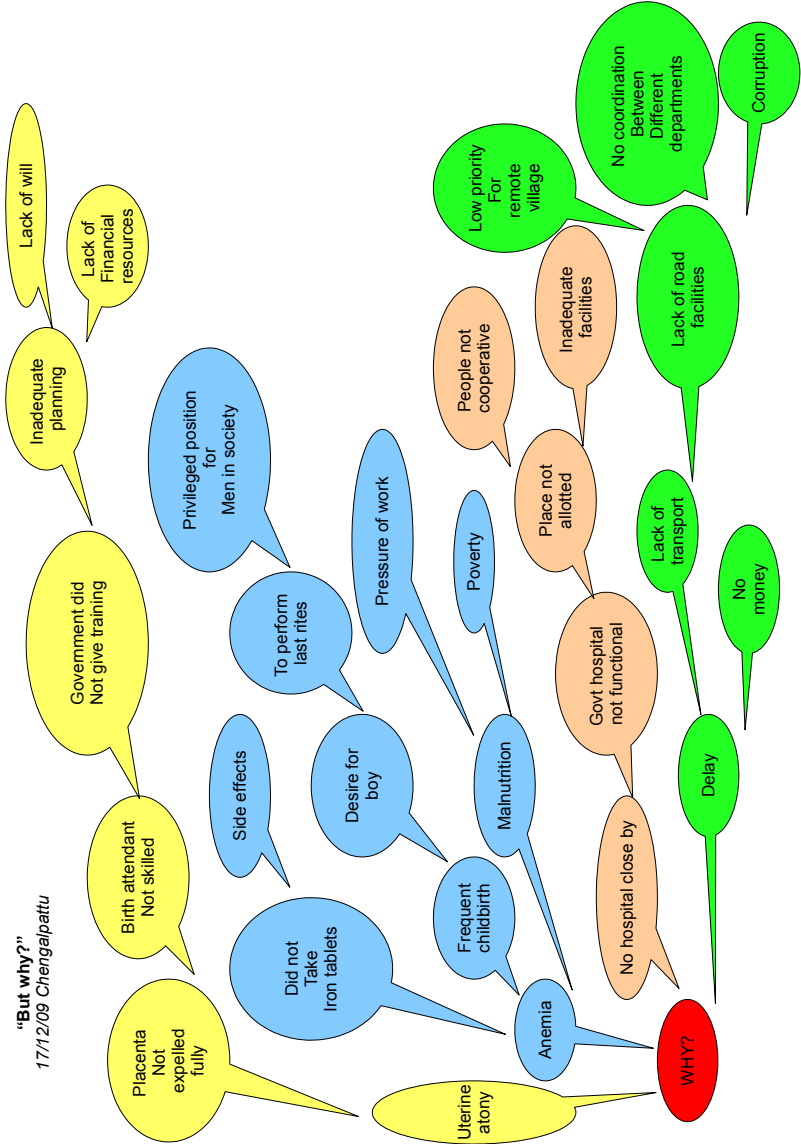 "But why?"
17/12/09 Chengalpattu
Placenta
Not
expelled
fully
Birth attendant
Not skilled
Government did
Not give training
Inadequate
planning
Lack of will
Lack of
Financial
resources
Uterine
atony
Did not
Take
Iron tablets
Side effects
Frequent
childbirth
Desire for
boy
To perform
last rites
Privileged position
for
Men in society
Anemia
Malnutrition
Pressure of work
Poverty
No hospital close by
Govt hospital
not functional
Place not
allotted
People not
cooperative
Inadequate
facilities
WHY?
Delay
Lack of
transport
No
money
Lack of road
facilities
Low priority
For
remote
village
No coordination
Between
Different
departments
Corruption